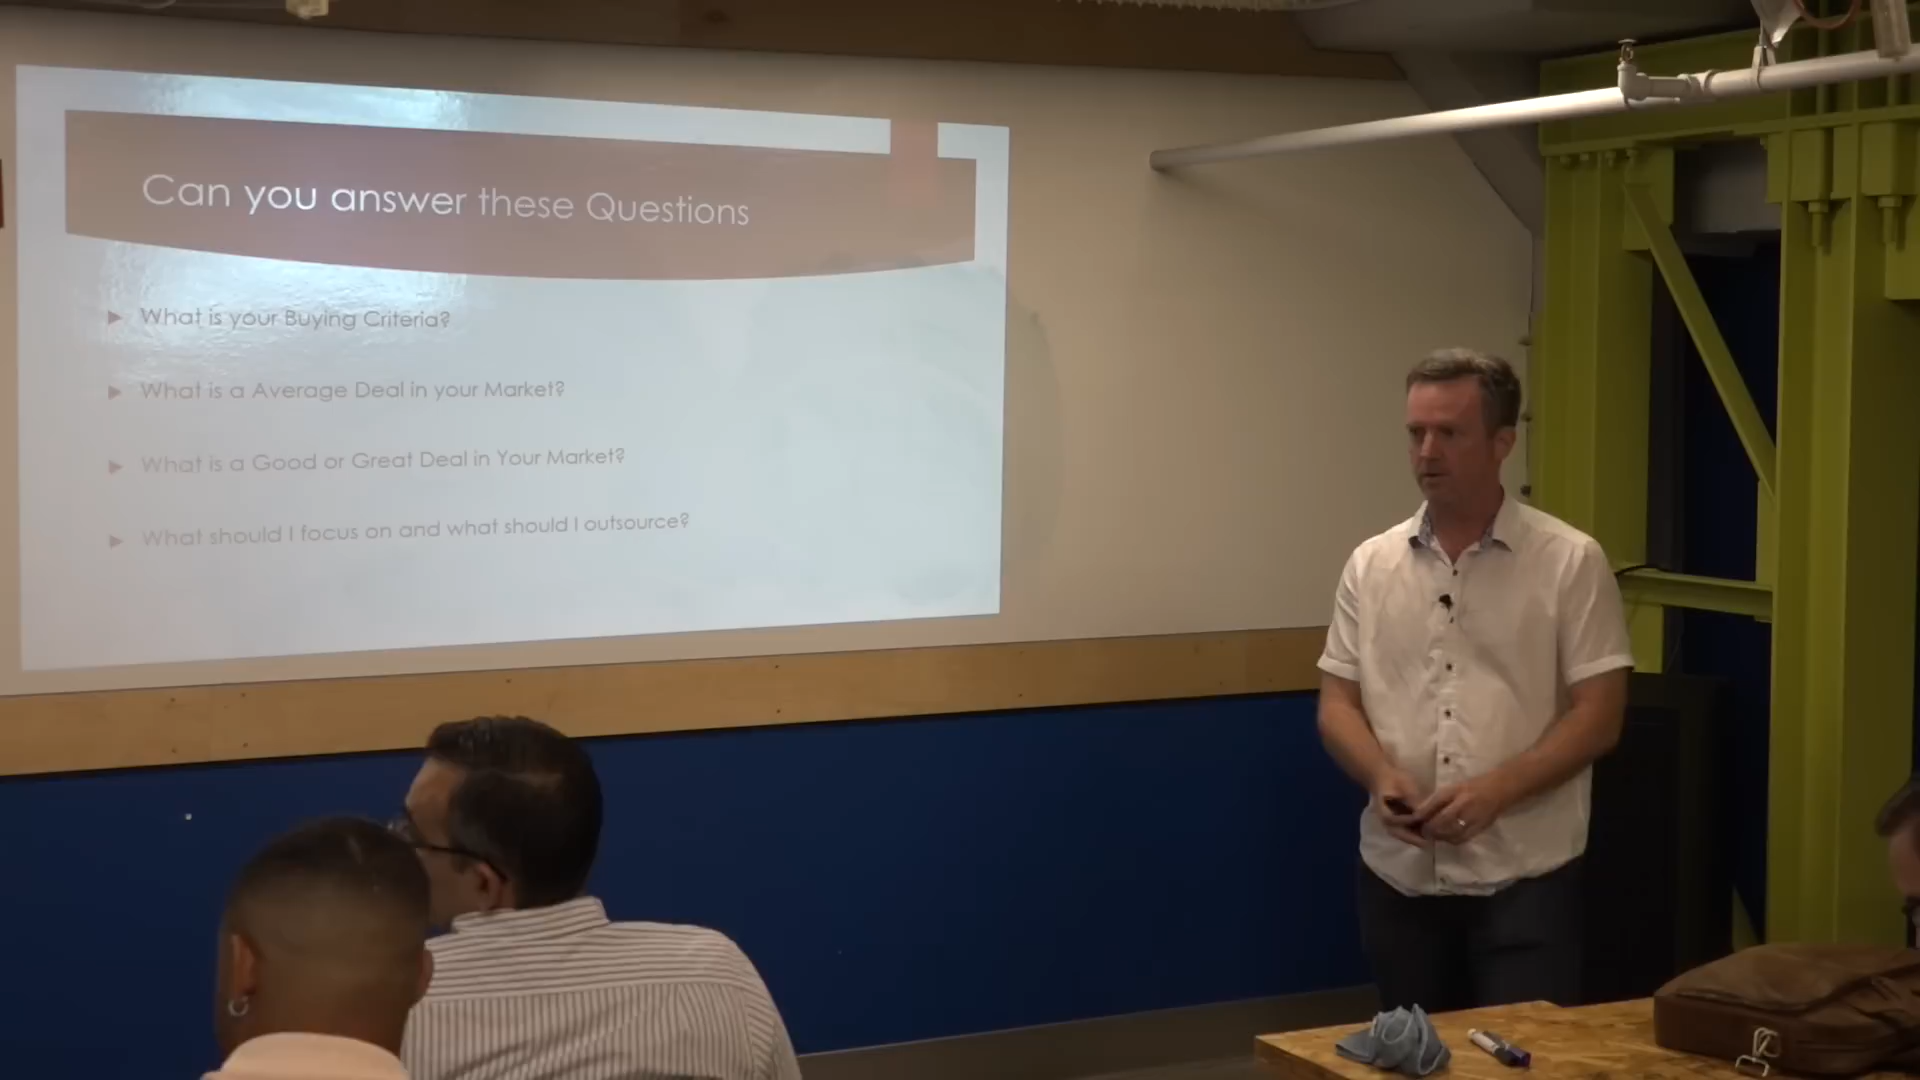 Can you answer these Questions
What is your Buying Criteria?
What is a Average Deal in your Market?
What is a Good or Great Deal in Your Market?
What should I focus on and what should I outsource?